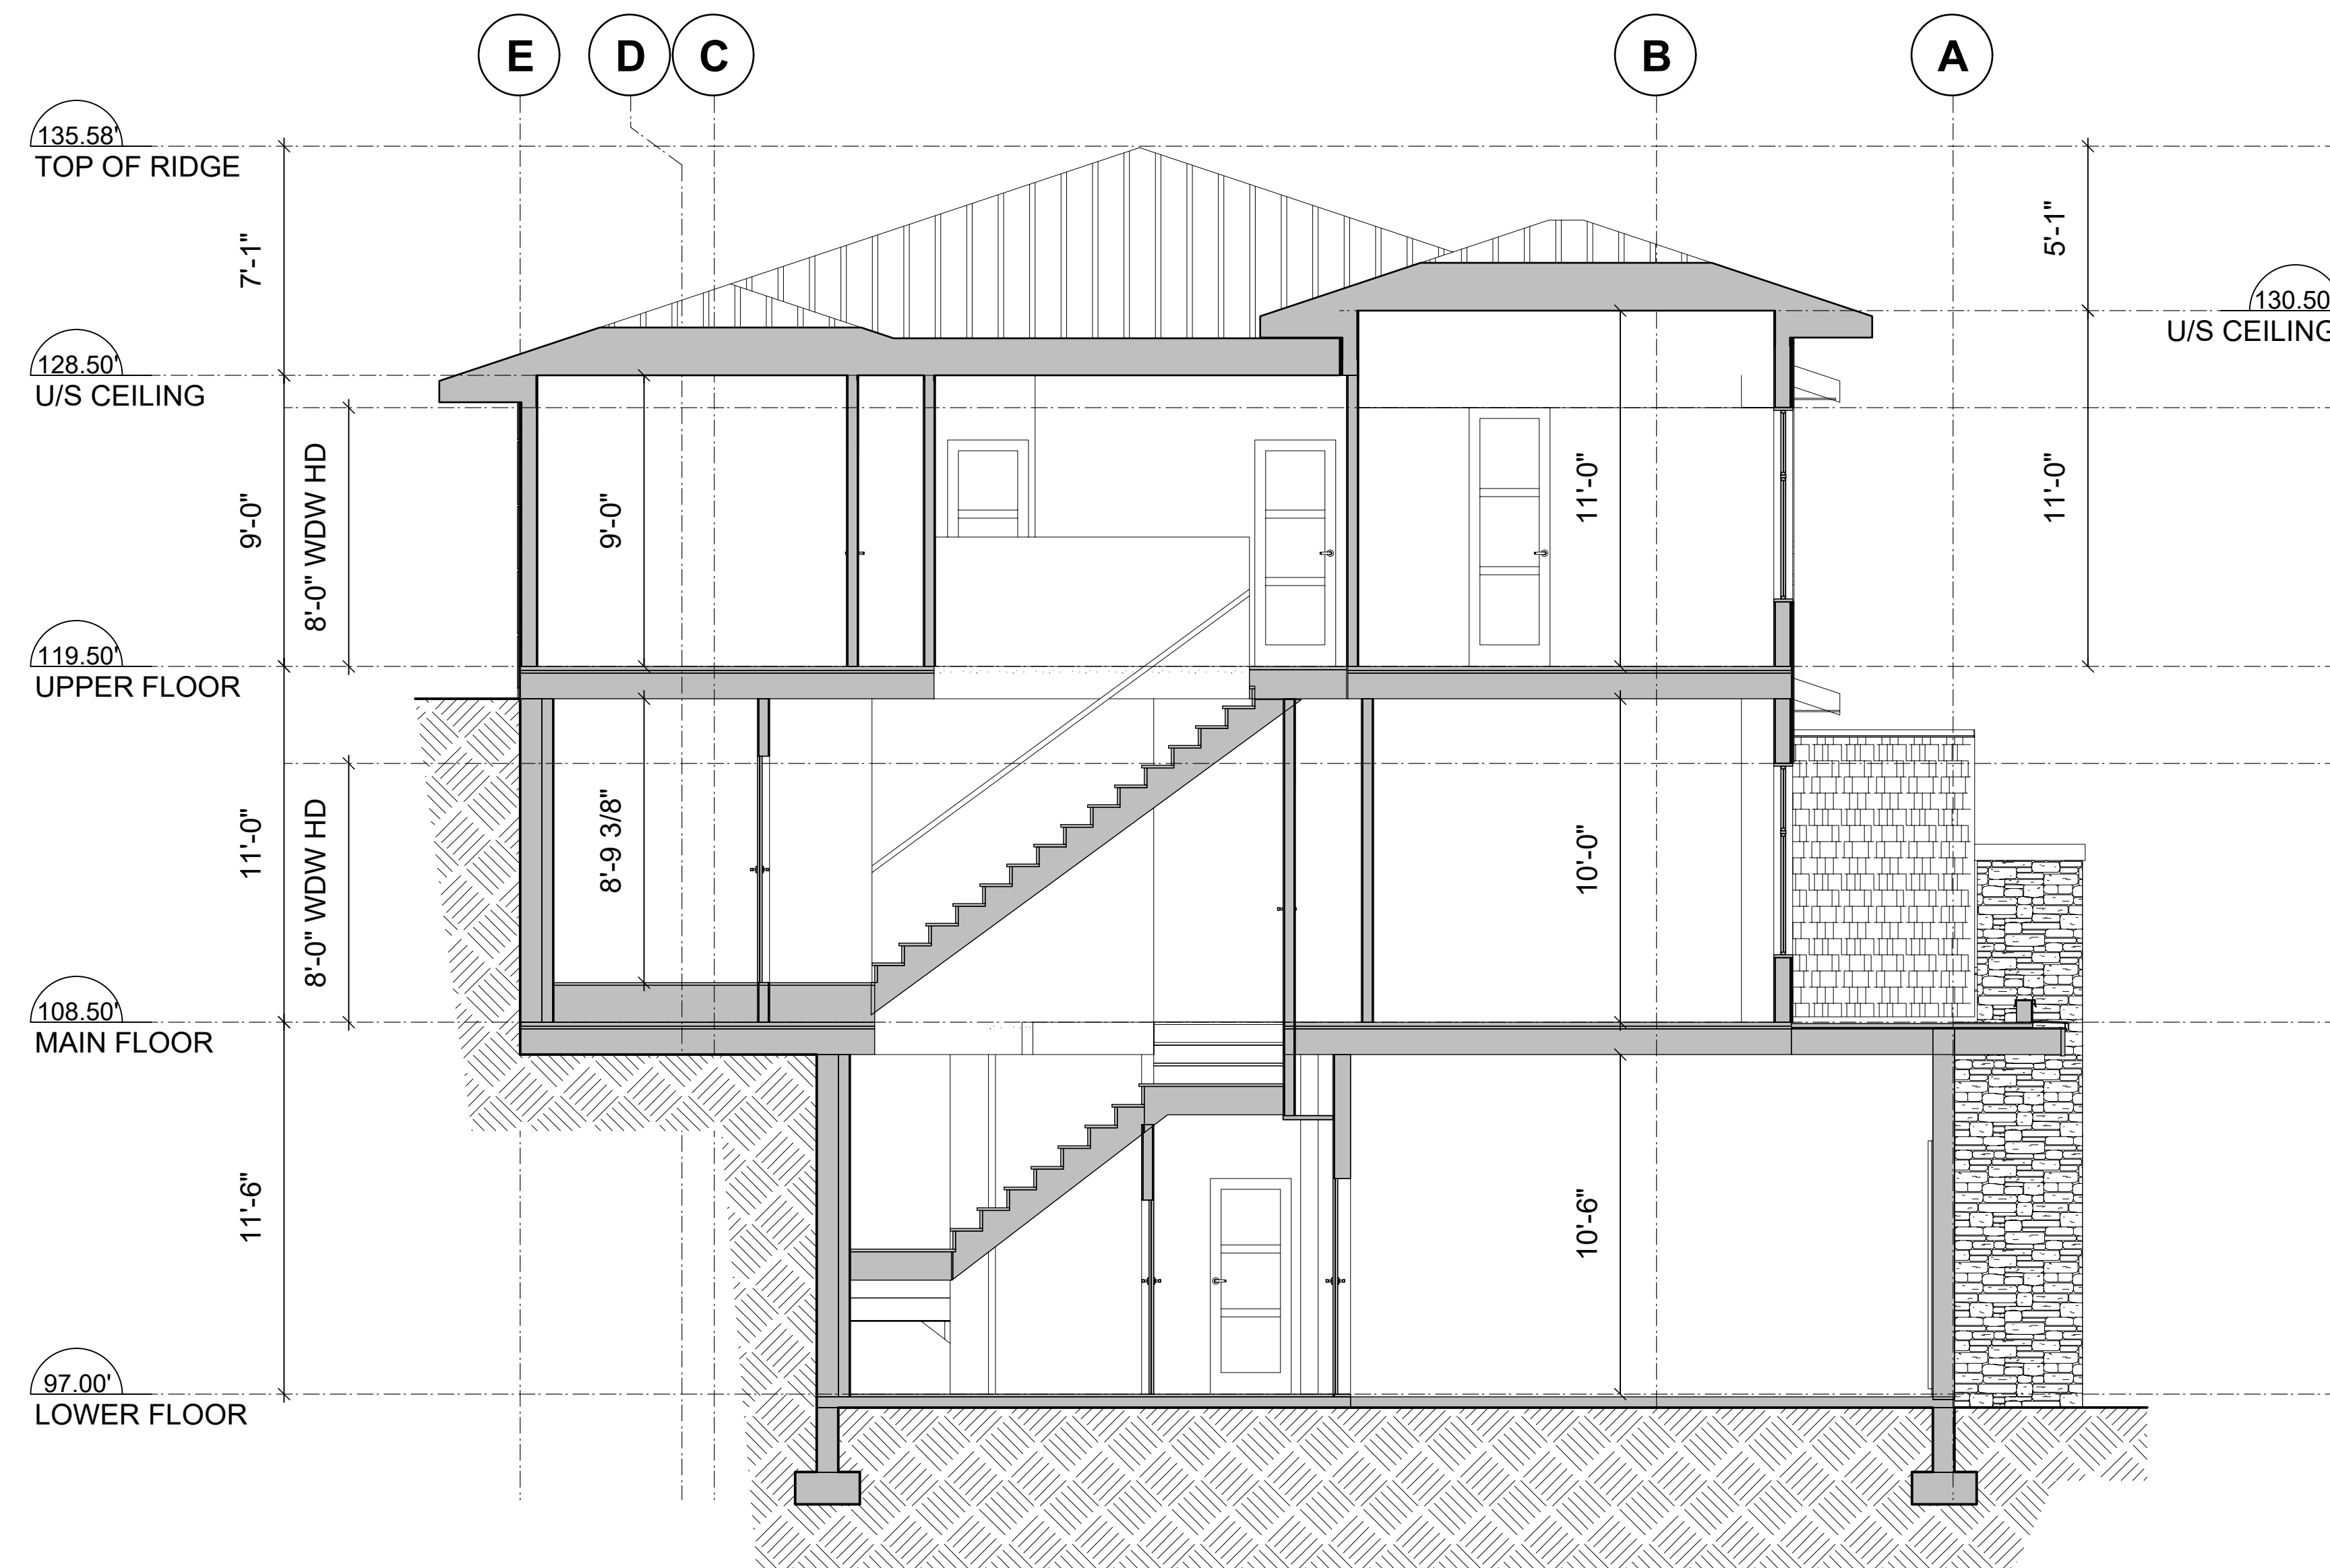 E
D
C
B
A
135.58'
TOP OF RIDGE
7'-1"
5'-1"
130.50
U/S CEILING
128.50'
U/S CEILING
8'-0" WDW HD
9'-0"
9'-0"
11'-0"
11'-0"
119.50'
UPPER FLOOR
11'-0"
8'-0" WDW HD
8'-9 3/8"
10'-0"
108.50'
MAIN FLOOR
11'-6"
10'-6"
97.00'
LOWER FLOOR